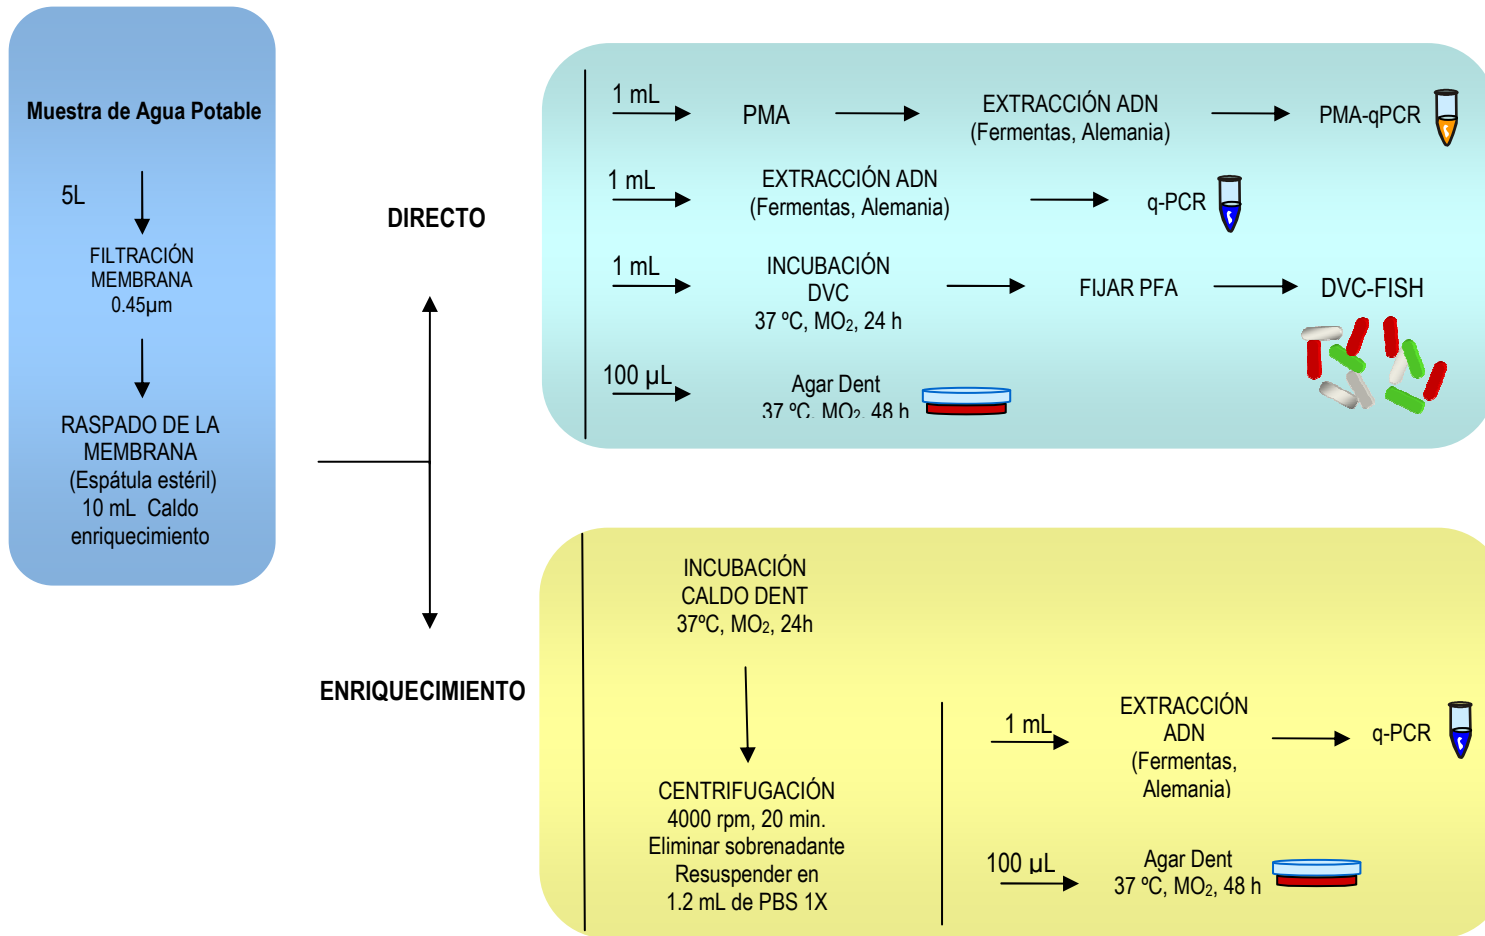 Muestra de Agua Potable
5L
FILTRACIÓN
MEMBRANA
0.45µm
RASPADO DE LA
MEMBRANA
(Espátula estéril)
10 mL Caldo
enriquecimiento
DIRECTO
1 mL
PMA
EXTRACCIÓN ADN
(Fermentas, Alemania)
PMA-qPCR
1 mL
EXTRACCIÓN ADN
(Fermentas, Alemania)
q-PCR
1 mL
INCUBACIÓN
DVC
37 ºC, MO₂, 24 h
FIJAR PFA
DVC-FISH
100 µL
Agar Dent
37 ºC, MO₂, 48 h
ENRIQUECIMIENTO
INCUBACIÓN
CALDO DENT
37ºC, MO₂, 24h
CENTRIFUGACIÓN
4000 rpm, 20 min.
Eliminar sobrenadante
Resuspender en
1.2 mL de PBS 1X
1 mL
EXTRACCIÓN
ADN
(Fermentas,
Alemania)
q-PCR
100 µL
Agar Dent
37 ºC, MO₂, 48 h